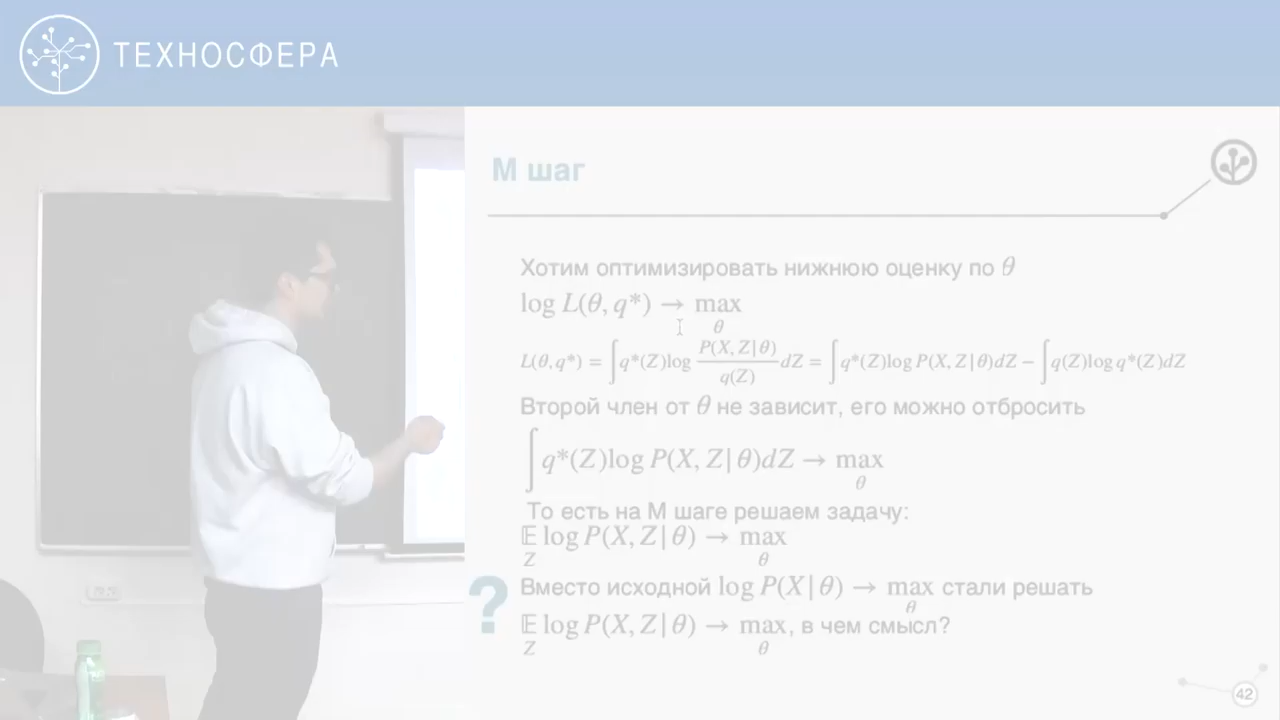 ТЕХНОСФЕРА
М шаг
Хотим оптимизировать нижнюю оценку по θ
log L(θ, q*) → max
θ
L(θ, q*) = ∫ q*(Z)log P(X, Z|θ) / q(Z) dZ = ∫ q*(Z)log P(X, Z|θ)dZ − ∫ q(Z)log q*(Z)dZ
Второй член от θ не зависит, его можно отбросить
∫ q*(Z)log P(X, Z|θ)dZ → max
θ
То есть на М шаге решаем задачу:
𝔼 log P(X, Z|θ) → max
Z θ
? Вместо исходной log P(X|θ) → max стали решать
θ
𝔼 log P(X, Z|θ) → max, в чем смысл?
Z θ
42